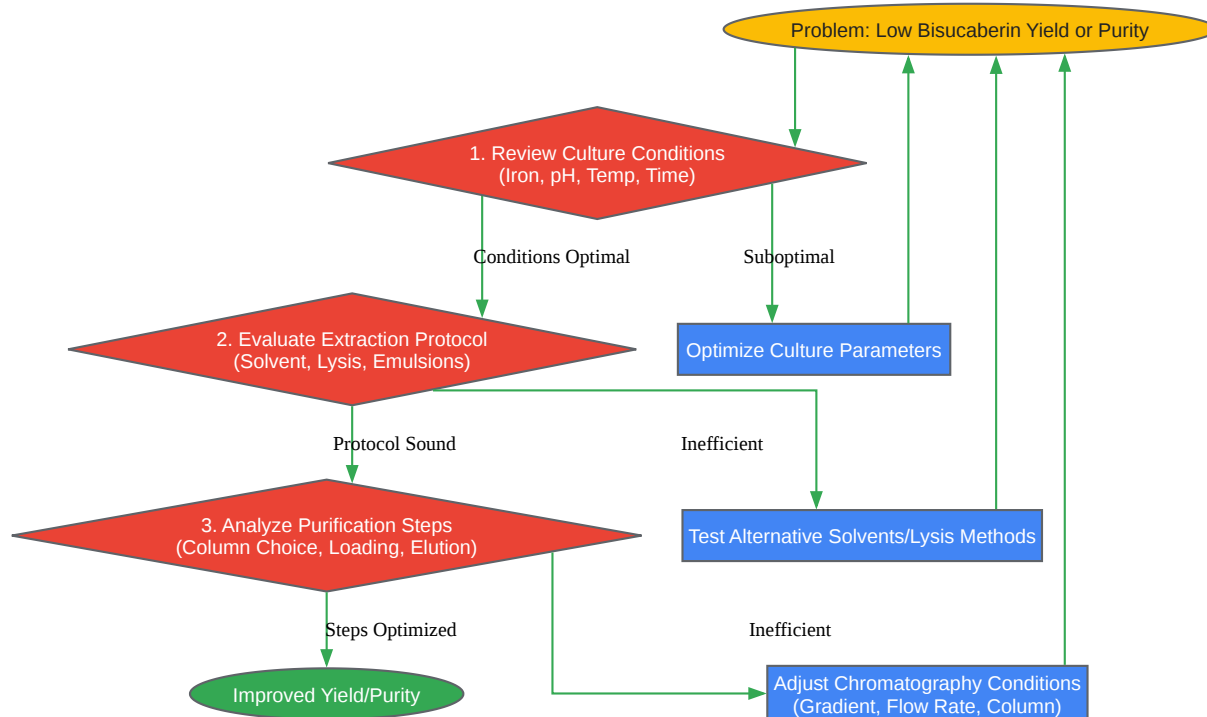 Problem: Low Bisucaberin Yield or Purity
1. Review Culture Conditions
(Iron, pH, Temp, Time)
Conditions Optimal
Suboptimal
2. Evaluate Extraction Protocol
(Solvent, Lysis, Emulsions)
Optimize Culture Parameters
Protocol Sound
Inefficient
3. Analyze Purification Steps
(Column Choice, Loading, Elution)
Test Alternative Solvents/Lysis Methods
Steps Optimized
Inefficient
Improved Yield/Purity
Adjust Chromatography Conditions
(Gradient, Flow Rate, Column)